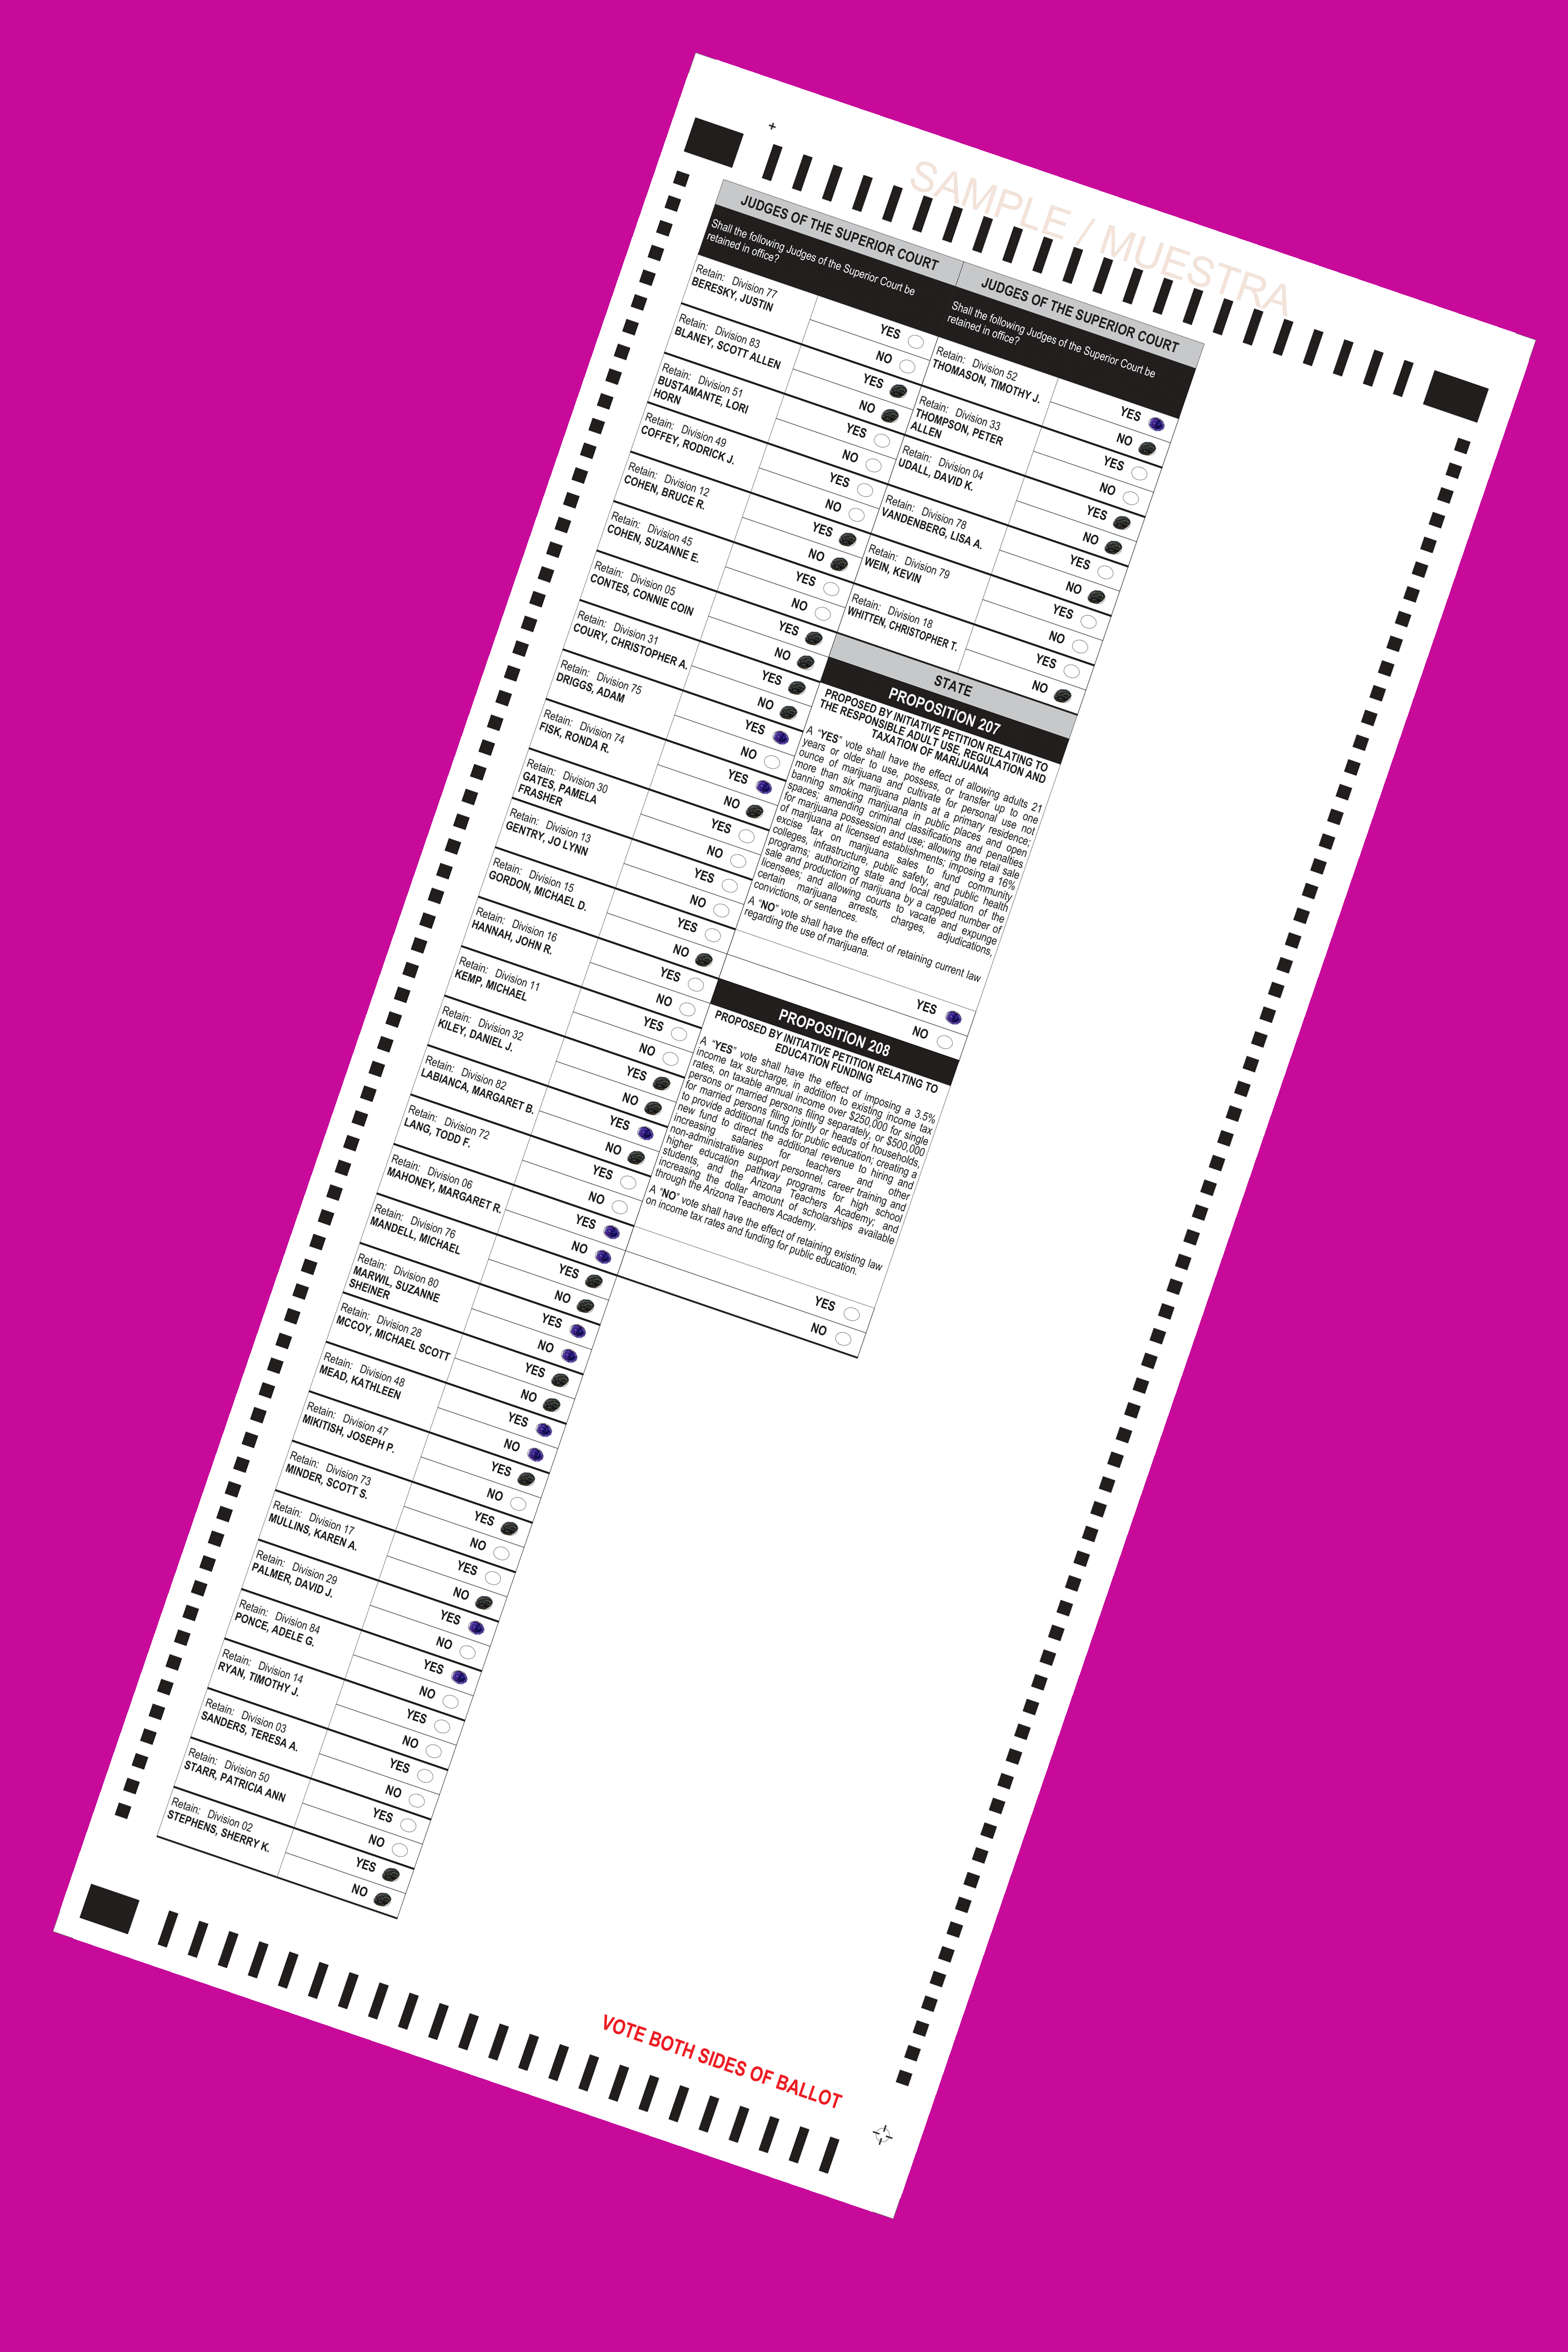 SAMPLE / MUESTRA
JUDGES OF THE SUPERIOR COURT
Shall the following Judges of the Superior Court be
retained in office?
Retain: Division 77
BERESKY, JUSTIN
YES
NO
Retain: Division 83
BLANEY, SCOTT ALLEN
YES
NO
Retain: Division 51
BUSTAMANTE, LORI
HORN
YES
NO
Retain: Division 49
COFFEY, RODRICK J.
YES
NO
Retain: Division 12
COHEN, BRUCE R.
YES
NO
Retain: Division 45
COHEN, SUZANNE E.
YES
NO
Retain: Division 05
CONTES, CONNIE COIN
YES
NO
Retain: Division 31
COURY, CHRISTOPHER A.
YES
NO
Retain: Division 75
DRIGGS, ADAM
YES
NO
Retain: Division 74
FISK, RONDA R.
YES
NO
Retain: Division 30
GATES, PAMELA
FRASHER
YES
NO
Retain: Division 13
GENTRY, JO LYNN
YES
NO
Retain: Division 15
GORDON, MICHAEL D.
YES
NO
Retain: Division 16
HANNAH, JOHN R.
YES
NO
Retain: Division 11
KEMP, MICHAEL
YES
NO
Retain: Division 32
KILEY, DANIEL J.
YES
NO
Retain: Division 82
LABIANCA, MARGARET B.
YES
NO
Retain: Division 72
LANG, TODD F.
YES
NO
Retain: Division 06
MAHONEY, MARGARET R.
YES
NO
Retain: Division 76
MANDELL, MICHAEL
YES
NO
Retain: Division 80
MARWIL, SUZANNE
SHEINER
YES
NO
Retain: Division 28
MCCOY, MICHAEL SCOTT
YES
NO
Retain: Division 48
MEAD, KATHLEEN
YES
NO
Retain: Division 47
MIKITISH, JOSEPH P.
YES
NO
Retain: Division 73
MINDER, SCOTT S.
YES
NO
Retain: Division 17
MULLINS, KAREN A.
YES
NO
Retain: Division 29
PALMER, DAVID J.
YES
NO
Retain: Division 84
PONCE, ADELE G.
YES
NO
Retain: Division 14
RYAN, TIMOTHY J.
YES
NO
Retain: Division 03
SANDERS, TERESA A.
YES
NO
Retain: Division 50
STARR, PATRICIA ANN
YES
NO
Retain: Division 02
STEPHENS, SHERRY K.
YES
NO
JUDGES OF THE SUPERIOR COURT
Shall the following Judges of the Superior Court be
retained in office?
Retain: Division 52
THOMASON, TIMOTHY J.
YES
NO
Retain: Division 33
THOMPSON, PETER
ALLEN
YES
NO
Retain: Division 04
UDALL, DAVID K.
YES
NO
Retain: Division 78
VANDENBERG, LISA A.
YES
NO
Retain: Division 79
WEIN, KEVIN
YES
NO
Retain: Division 18
WHITTEN, CHRISTOPHER T.
YES
NO
STATE
PROPOSITION 207
PROPOSED BY INITIATIVE PETITION RELATING TO
THE RESPONSIBLE ADULT USE, REGULATION AND
TAXATION OF MARIJUANA
A "YES" vote shall have the effect of allowing adults 21
years or older to use, possess, or transfer up to one
ounce of marijuana and cultivate for personal use not
more than six marijuana plants at a primary residence;
banning smoking marijuana in public places and open
spaces; amending criminal classifications and penalties
for marijuana possession and use; allowing the retail sale
of marijuana at licensed establishments; imposing a 16%
excise tax on marijuana sales to fund community
colleges, infrastructure, public safety, and public health
programs; authorizing state and local regulation of the
sale and production of marijuana by a capped number of
licensees; and allowing courts to vacate and expunge
certain marijuana arrests, charges, adjudications,
convictions, or sentences.
A "NO" vote shall have the effect of retaining current law
regarding the use of marijuana.
YES
NO
PROPOSITION 208
PROPOSED BY INITIATIVE PETITION RELATING TO
EDUCATION FUNDING
A "YES" vote shall have the effect of imposing a 3.5%
income tax surcharge, in addition to existing income tax
rates, on taxable annual income over $250,000 for single
persons or married persons filing separately, or $500,000
for married persons filing jointly or heads of households,
to provide additional funds for public education; creating a
new fund to direct the additional revenue to hiring and
increasing salaries for teachers and other
non-administrative support personnel, career training and
higher education pathway programs for high school
students, and the Arizona Teachers Academy; and
increasing the dollar amount of scholarships available
through the Arizona Teachers Academy.
A "NO" vote shall have the effect of retaining existing law
on income tax rates and funding for public education.
YES
NO
VOTE BOTH SIDES OF BALLOT